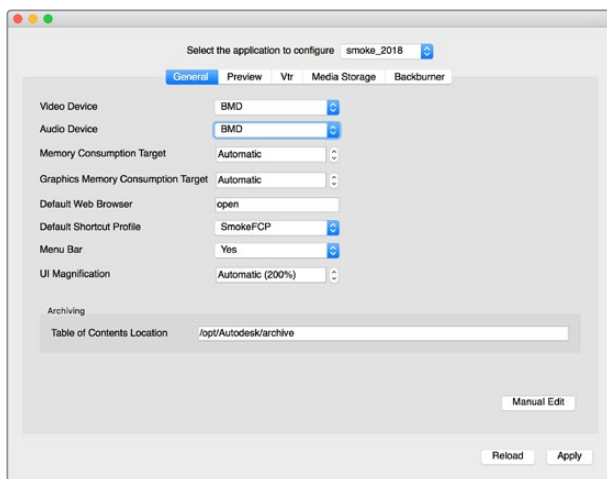 Select the application to configure smoke_2018
General Preview Vtr Media Storage Backburner
Video Device BMD
Audio Device BMD
Memory Consumption Target Automatic
Graphics Memory Consumption Target Automatic
Default Web Browser open
Default Shortcut Profile SmokeFCP
Menu Bar Yes
UI Magnification Automatic (200%)
Archiving
Table of Contents Location /opt/Autodesk/archive
Manual Edit
Reload Apply